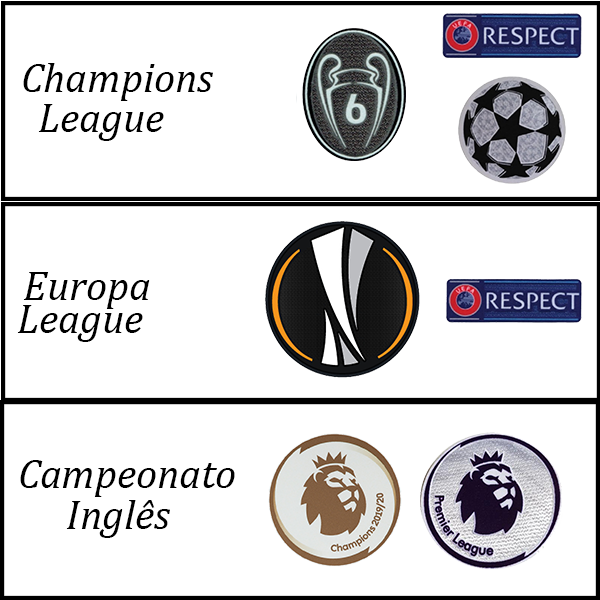 Champions
League
6
UEFA
RESPECT
Europa
League
UEFA
RESPECT
Campeonato
Inglês
Champions 2019/20
Premier League